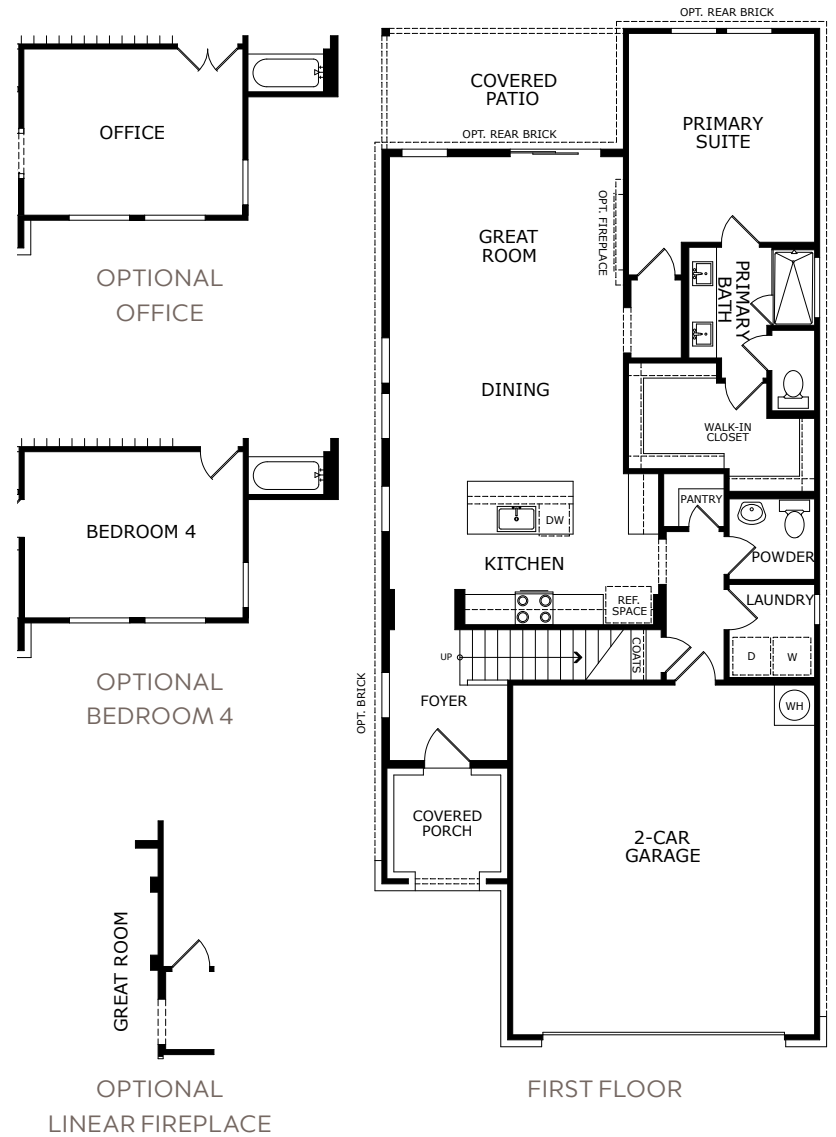 OFFICE
OPTIONAL
OFFICE
BEDROOM 4
OPTIONAL
BEDROOM 4
GREAT ROOM
OPTIONAL
LINEAR FIREPLACE
OPT. REAR BRICK
COVERED
PATIO
OPT. REAR BRICK
PRIMARY
SUITE
GREAT
ROOM
OPT. FIREPLACE
PRIMARY
BATH
DINING
WALK-IN
CLOSET
PANTRY
DW
KITCHEN
POWDER
REF.
SPACE
LAUNDRY
UP
COATS
D
W
FOYER
OPT. BRICK
WH
COVERED
PORCH
2-CAR
GARAGE
FIRST FLOOR